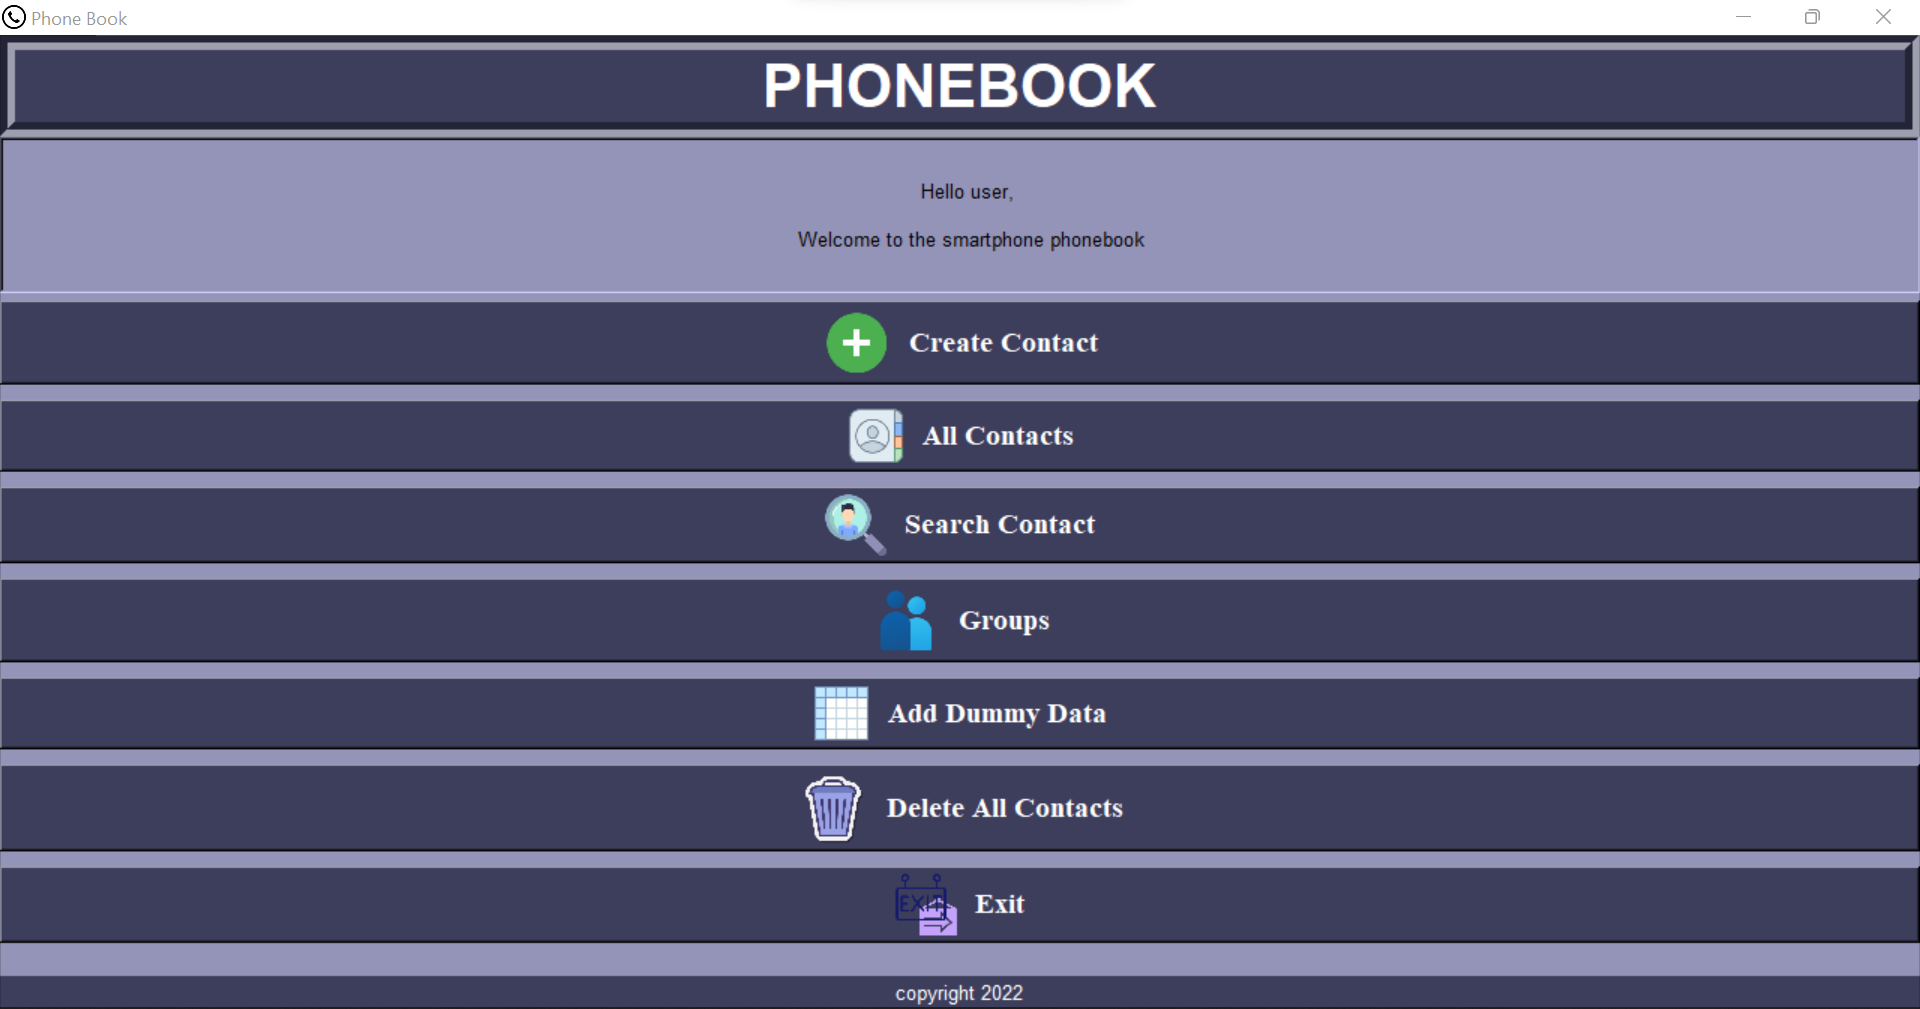 Phone Book
PHONEBOOK
Hello user,
Welcome to the smartphone phonebook
Create Contact
All Contacts
Search Contact
Groups
Add Dummy Data
Delete All Contacts
EXIT
Exit
copyright 2022